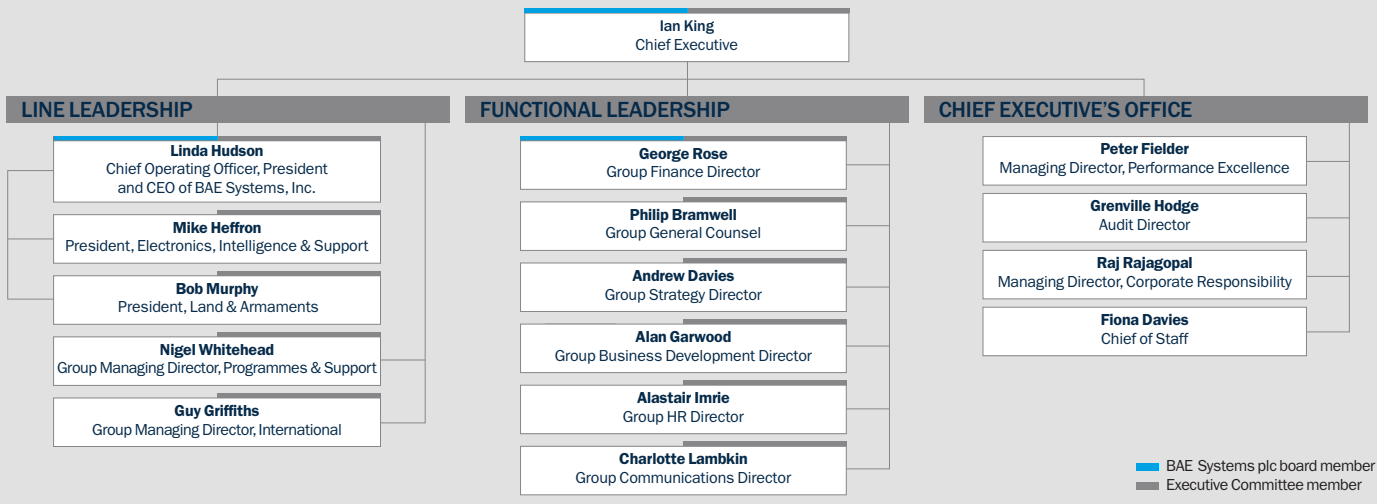 Ian King
Chief Executive
LINE LEADERSHIP
Linda Hudson
Chief Operating Officer, President
and CEO of BAE Systems, Inc.
Mike Heffron
President, Electronics, Intelligence & Support
Bob Murphy
President, Land & Armaments
Nigel Whitehead
Group Managing Director, Programmes & Support
Guy Griffiths
Group Managing Director, International
FUNCTIONAL LEADERSHIP
George Rose
Group Finance Director
Philip Bramwell
Group General Counsel
Andrew Davies
Group Strategy Director
Alan Garwood
Group Business Development Director
Alastair Imrie
Group HR Director
Charlotte Lambkin
Group Communications Director
CHIEF EXECUTIVE'S OFFICE
Peter Fielder
Managing Director, Performance Excellence
Grenville Hodge
Audit Director
Raj Rajagopal
Managing Director, Corporate Responsibility
Fiona Davies
Chief of Staff
BAE Systems plc board member
Executive Committee member